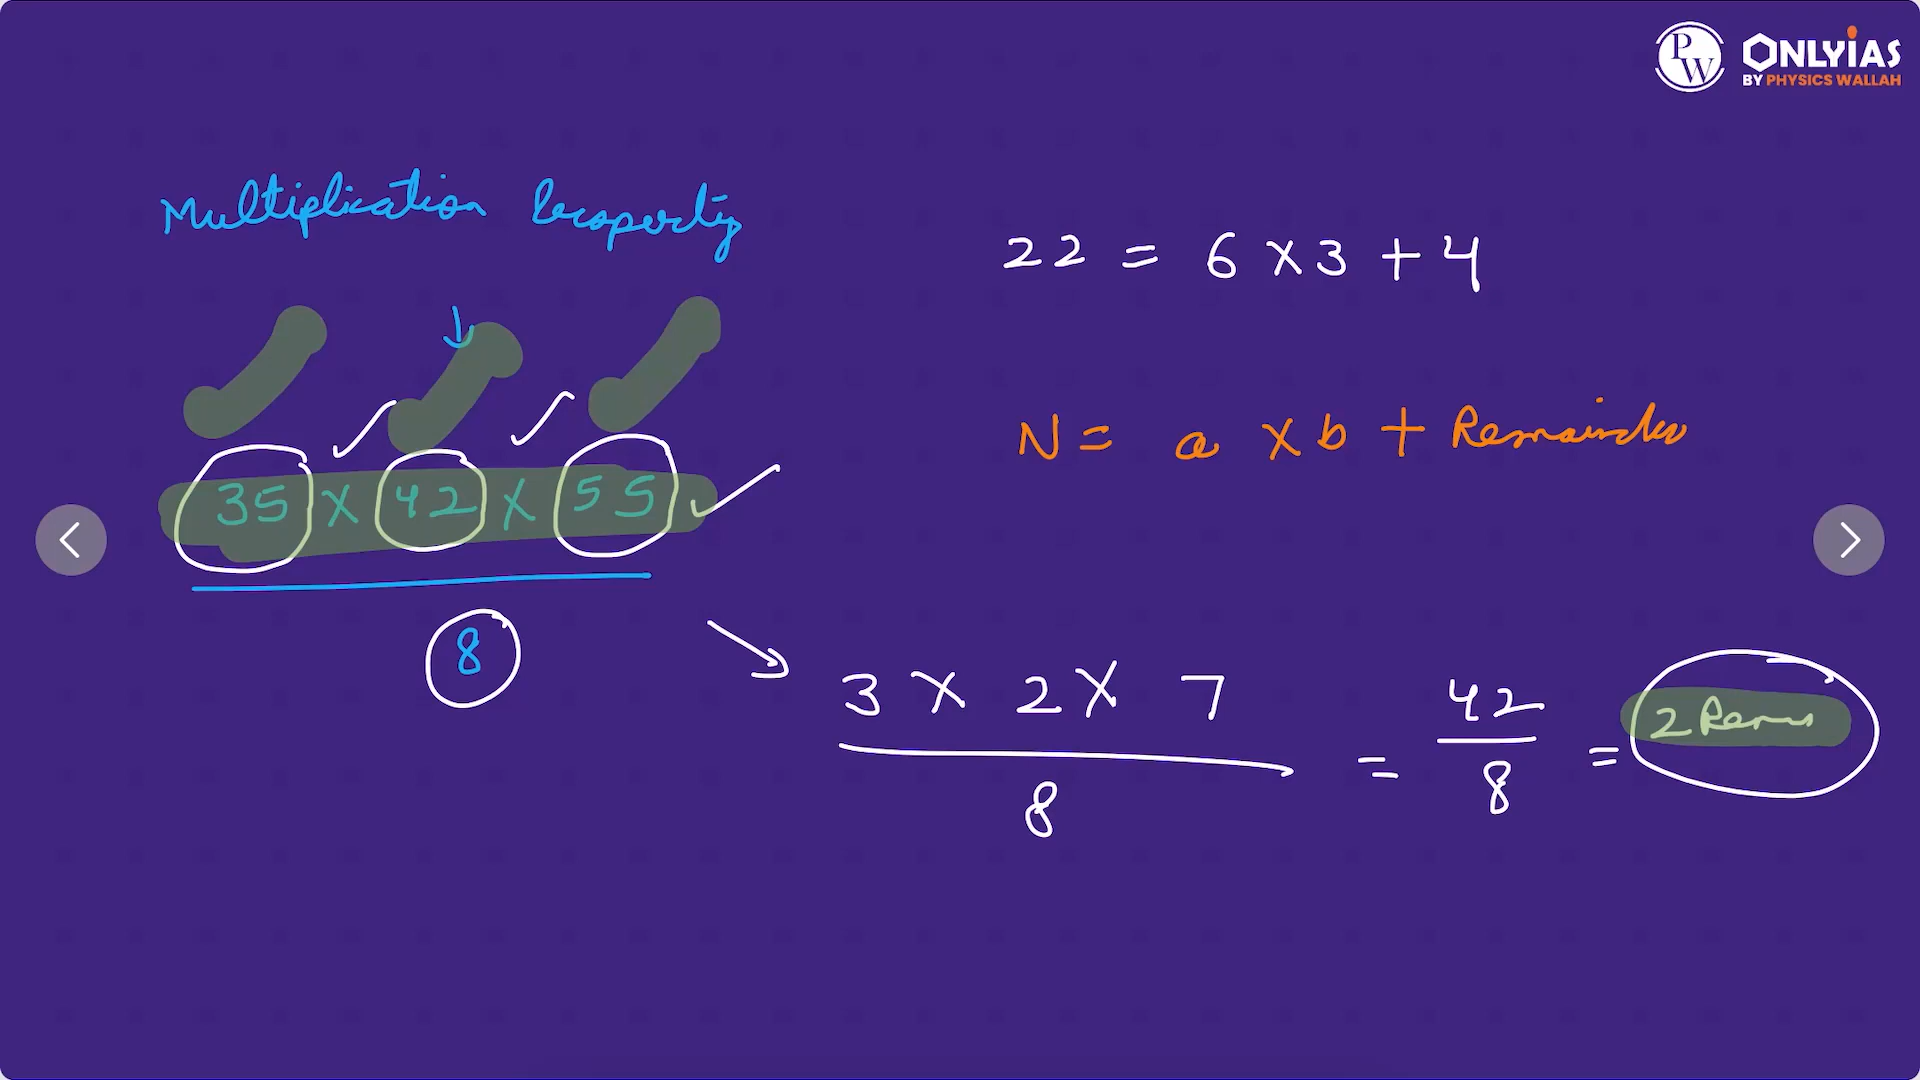 PW ONLYIAS
BY PHYSICS WALLAH
Multiplication Property
35 X 42 X 55
8
22 = 6 X 3 + 4
N = a X b + Remainder
3 X 2 X 7
8
= 42
8
= 2 Rem